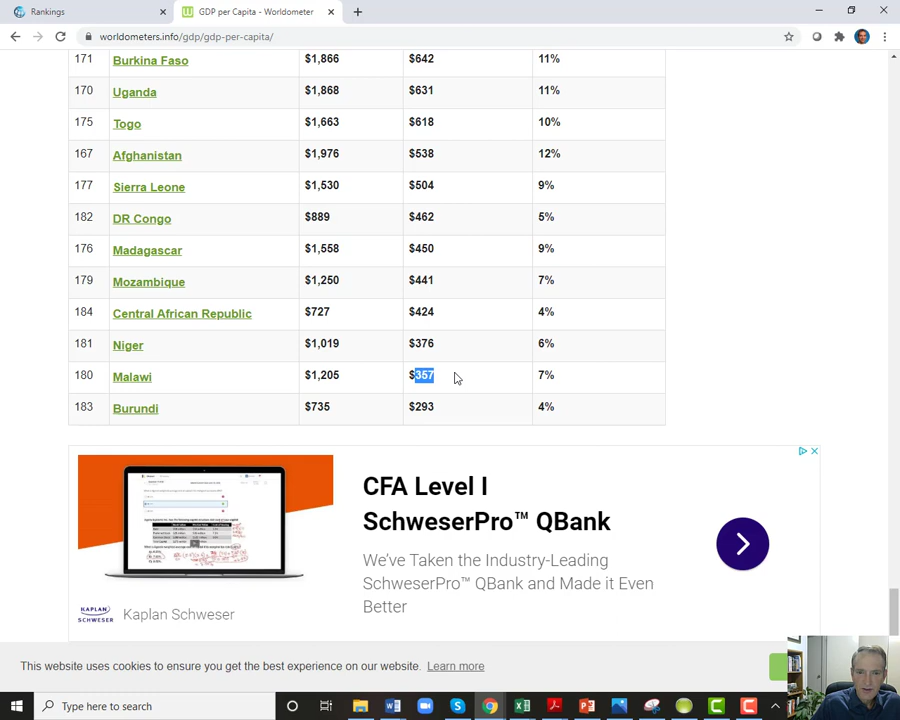 Rankings
GDP per Capita - Worldometer
worldometers.info/gdp/gdp-per-capita/
171 Burkina Faso $1,866 $642 11%
170 Uganda $1,868 $631 11%
175 Togo $1,663 $618 10%
167 Afghanistan $1,976 $538 12%
177 Sierra Leone $1,530 $504 9%
182 DR Congo $889 $462 5%
176 Madagascar $1,558 $450 9%
179 Mozambique $1,250 $441 7%
184 Central African Republic $727 $424 4%
181 Niger $1,019 $376 6%
180 Malawi $1,205 $357 7%
183 Burundi $735 $293 4%
CFA Level I
SchweserPro™ QBank
We've Taken the Industry-Leading
SchweserPro™ QBank and Made it Even
Better
KAPLAN
SCHWESER
Kaplan Schweser
This website uses cookies to ensure you get the best experience on our website. Learn more
Type here to search